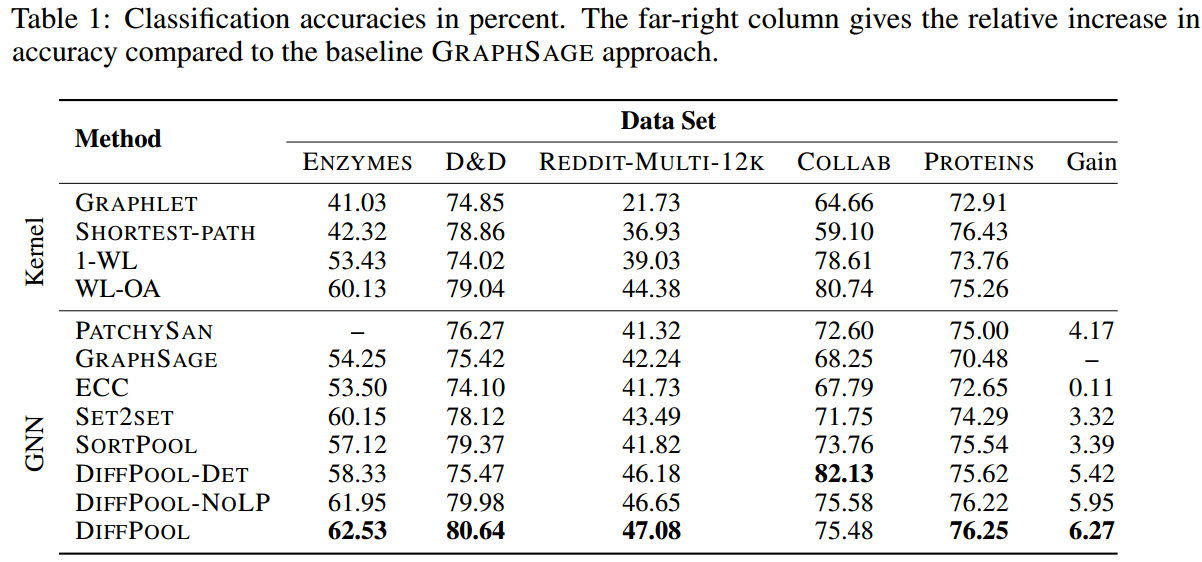 Table 1: Classification accuracies in percent. The far-right column gives the relative increase in
accuracy compared to the baseline GRAPHSAGE approach.
Method Data Set
ENZYMES D&D REDDIT-MULTI-12K COLLAB PROTEINS Gain
Kernel
GRAPHLET 41.03 74.85 21.73 64.66 72.91
SHORTEST-PATH 42.32 78.86 36.93 59.10 76.43
1-WL 53.43 74.02 39.03 78.61 73.76
WL-OA 60.13 79.04 44.38 80.74 75.26
GNN
PATCHYSAN – 76.27 41.32 72.60 75.00 4.17
GRAPHSAGE 54.25 75.42 42.24 68.25 70.48 –
ECC 53.50 74.10 41.73 67.79 72.65 0.11
SET2SET 60.15 78.12 43.49 71.75 74.29 3.32
SORTPOOL 57.12 79.37 41.82 73.76 75.54 3.39
DIFFPOOL-DET 58.33 75.47 46.18 82.13 75.62 5.42
DIFFPOOL-NOLP 61.95 79.98 46.65 75.58 76.22 5.95
DIFFPOOL 62.53 80.64 47.08 75.48 76.25 6.27